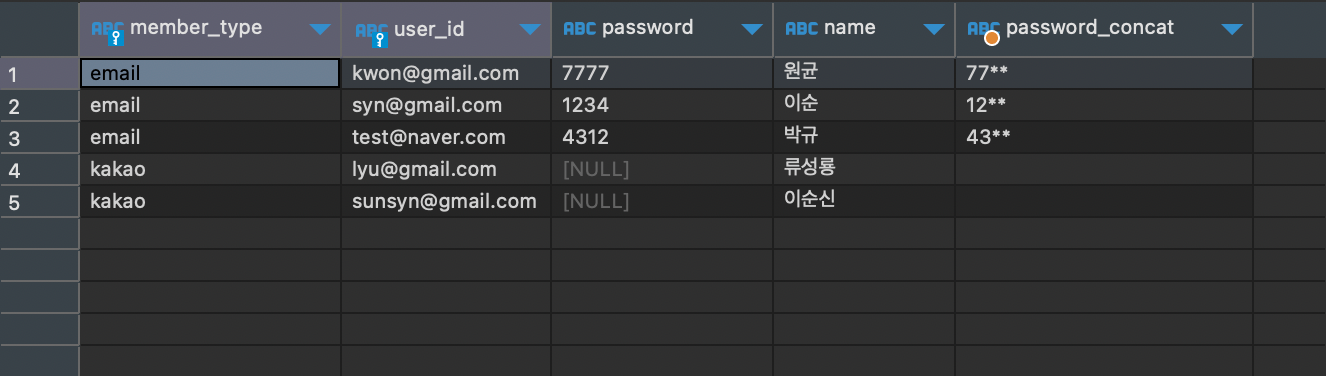 ABC member_type ABC user_id ABC password ABC name ABC password_concat
1 email kwon@gmail.com 7777 원균 77**
2 email syn@gmail.com 1234 이순 12**
3 email test@naver.com 4312 박규 43**
4 kakao lyu@gmail.com [NULL] 류성룡
5 kakao sunsyn@gmail.com [NULL] 이순신